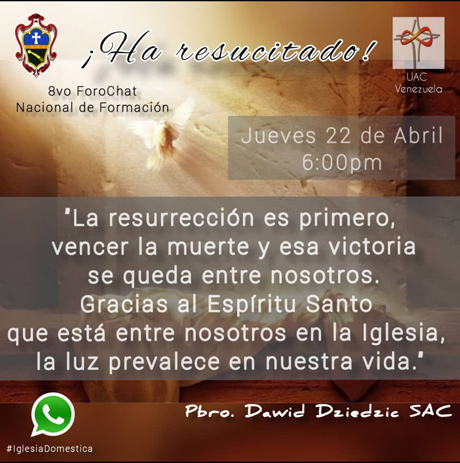 ¡Ha resucitado!
8vo ForoChat
Nacional de Formación
UAC
Venezuela
Jueves 22 de Abril
6:00pm
"La resurrección es primero,
vencer la muerte y esa victoria
se queda entre nosotros.
Gracias al Espíritu Santo
que está entre nosotros en la Iglesia,
la luz prevalece en nuestra vida."
Pbro. Dawid Dziedzic SAC
#IglesiaDomestica